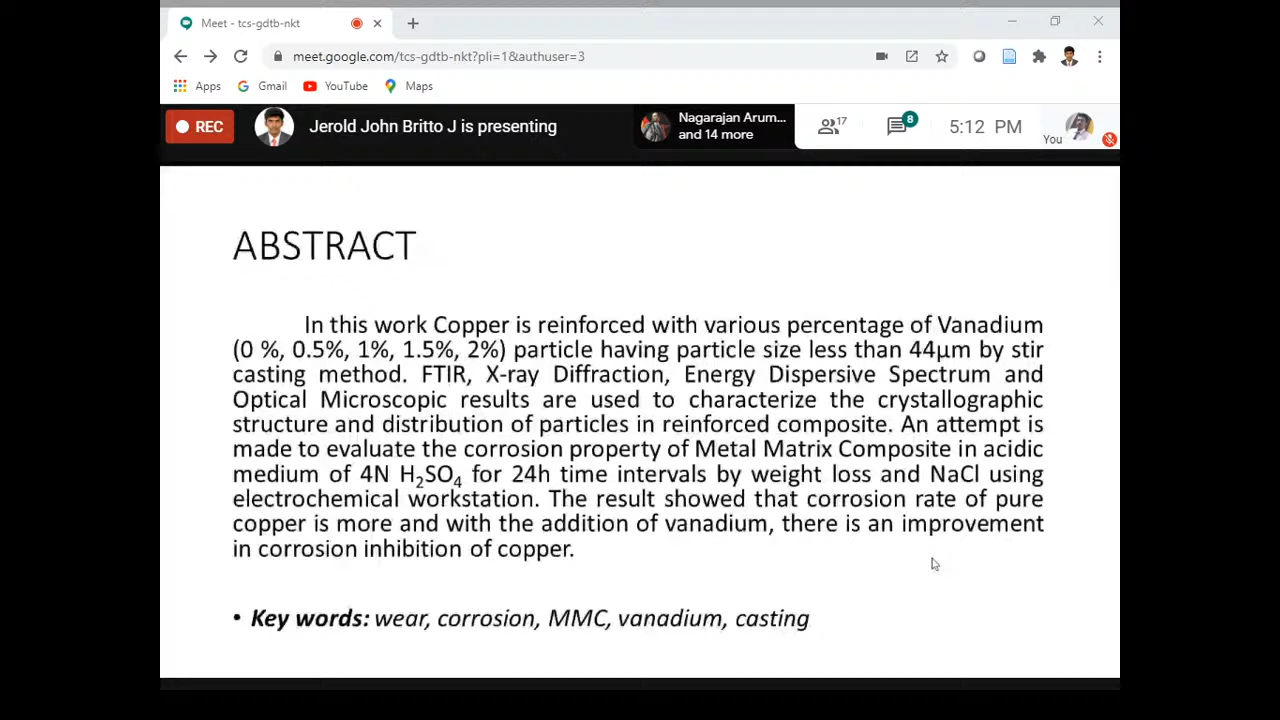 Meet - tcs-gdtb-nkt
meet.google.com/tcs-gdtb-nkt?pli=1&authuser=3
Apps Gmail YouTube Maps
REC
Jerold John Britto J is presenting
Nagarajan Arum...
and 14 more
17
8
5:12 PM
You
ABSTRACT
In this work Copper is reinforced with various percentage of Vanadium
(0 %, 0.5%, 1%, 1.5%, 2%) particle having particle size less than 44µm by stir
casting method. FTIR, X-ray Diffraction, Energy Dispersive Spectrum and
Optical Microscopic results are used to characterize the crystallographic
structure and distribution of particles in reinforced composite. An attempt is
made to evaluate the corrosion property of Metal Matrix Composite in acidic
medium of 4N H₂SO₄ for 24h time intervals by weight loss and NaCl using
electrochemical workstation. The result showed that corrosion rate of pure
copper is more and with the addition of vanadium, there is an improvement
in corrosion inhibition of copper.
• Key words: wear, corrosion, MMC, vanadium, casting